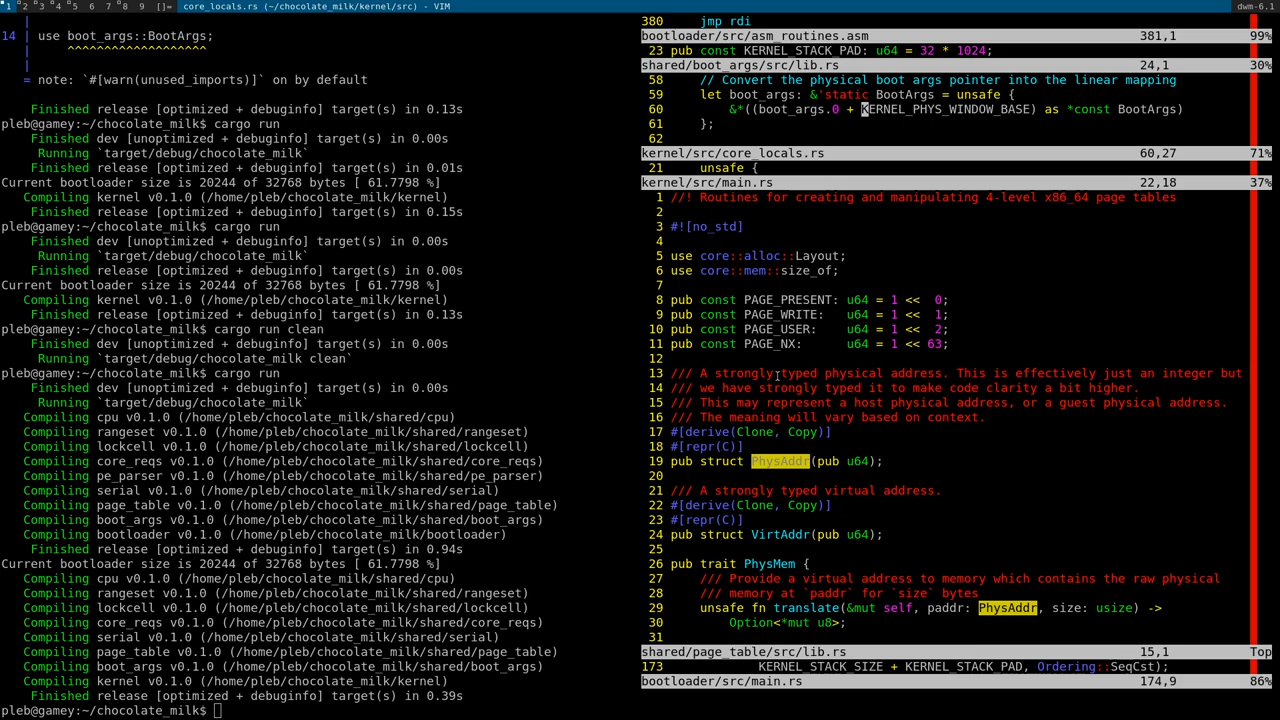 1 2 3 4 5 6 7 8 9 []= core_locals.rs (~/chocolate_milk/kernel/src) - VIM dwm-6.1
   |
14 | use boot_args::BootArgs;
   |     ^^^^^^^^^^^^^^^^^^^
   |
   = note: `#[warn(unused_imports)]` on by default
    Finished release [optimized + debuginfo] target(s) in 0.13s
pleb@gamey:~/chocolate_milk$ cargo run
    Finished dev [unoptimized + debuginfo] target(s) in 0.00s
     Running `target/debug/chocolate_milk`
    Finished release [optimized + debuginfo] target(s) in 0.01s
Current bootloader size is 20244 of 32768 bytes [ 61.7798 %]
   Compiling kernel v0.1.0 (/home/pleb/chocolate_milk/kernel)
    Finished release [optimized + debuginfo] target(s) in 0.15s
pleb@gamey:~/chocolate_milk$ cargo run
    Finished dev [unoptimized + debuginfo] target(s) in 0.00s
     Running `target/debug/chocolate_milk`
    Finished release [optimized + debuginfo] target(s) in 0.00s
Current bootloader size is 20244 of 32768 bytes [ 61.7798 %]
   Compiling kernel v0.1.0 (/home/pleb/chocolate_milk/kernel)
    Finished release [optimized + debuginfo] target(s) in 0.13s
pleb@gamey:~/chocolate_milk$ cargo run clean
    Finished dev [unoptimized + debuginfo] target(s) in 0.00s
     Running `target/debug/chocolate_milk clean`
pleb@gamey:~/chocolate_milk$ cargo run
    Finished dev [unoptimized + debuginfo] target(s) in 0.00s
     Running `target/debug/chocolate_milk`
   Compiling cpu v0.1.0 (/home/pleb/chocolate_milk/shared/cpu)
   Compiling rangeset v0.1.0 (/home/pleb/chocolate_milk/shared/rangeset)
   Compiling lockcell v0.1.0 (/home/pleb/chocolate_milk/shared/lockcell)
   Compiling core_reqs v0.1.0 (/home/pleb/chocolate_milk/shared/core_reqs)
   Compiling pe_parser v0.1.0 (/home/pleb/chocolate_milk/shared/pe_parser)
   Compiling serial v0.1.0 (/home/pleb/chocolate_milk/shared/serial)
   Compiling page_table v0.1.0 (/home/pleb/chocolate_milk/shared/page_table)
   Compiling boot_args v0.1.0 (/home/pleb/chocolate_milk/shared/boot_args)
   Compiling bootloader v0.1.0 (/home/pleb/chocolate_milk/bootloader)
    Finished release [optimized + debuginfo] target(s) in 0.94s
Current bootloader size is 20244 of 32768 bytes [ 61.7798 %]
   Compiling cpu v0.1.0 (/home/pleb/chocolate_milk/shared/cpu)
   Compiling rangeset v0.1.0 (/home/pleb/chocolate_milk/shared/rangeset)
   Compiling lockcell v0.1.0 (/home/pleb/chocolate_milk/shared/lockcell)
   Compiling core_reqs v0.1.0 (/home/pleb/chocolate_milk/shared/core_reqs)
   Compiling serial v0.1.0 (/home/pleb/chocolate_milk/shared/serial)
   Compiling page_table v0.1.0 (/home/pleb/chocolate_milk/shared/page_table)
   Compiling boot_args v0.1.0 (/home/pleb/chocolate_milk/shared/boot_args)
   Compiling kernel v0.1.0 (/home/pleb/chocolate_milk/kernel)
    Finished release [optimized + debuginfo] target(s) in 0.39s
pleb@gamey:~/chocolate_milk$
380     jmp rdi
bootloader/src/asm_routines.asm 381,1 99%
23 pub const KERNEL_STACK_PAD: u64 = 32 * 1024;
shared/boot_args/src/lib.rs 24,1 30%
58     // Convert the physical boot args pointer into the linear mapping
59     let boot_args: &'static BootArgs = unsafe {
60         &*((boot_args.0 + KERNEL_PHYS_WINDOW_BASE) as *const BootArgs)
61     };
62
kernel/src/core_locals.rs 60,27 71%
21     unsafe {
kernel/src/main.rs 22,18 37%
1 //! Routines for creating and manipulating 4-level x86_64 page tables
2
3 #![no_std]
4
5 use core::alloc::Layout;
6 use core::mem::size_of;
7
8 pub const PAGE_PRESENT: u64 = 1 <<  0;
9 pub const PAGE_WRITE:   u64 = 1 <<  1;
10 pub const PAGE_USER:    u64 = 1 <<  2;
11 pub const PAGE_NX:      u64 = 1 << 63;
12
13 /// A strongly typed physical address. This is effectively just an integer but
14 /// we have strongly typed it to make code clarity a bit higher.
15 /// This may represent a host physical address, or a guest physical address.
16 /// The meaning will vary based on context.
17 #[derive(Clone, Copy)]
18 #[repr(C)]
19 pub struct PhysAddr(pub u64);
20
21 /// A strongly typed virtual address.
22 #[derive(Clone, Copy)]
23 #[repr(C)]
24 pub struct VirtAddr(pub u64);
25
26 pub trait PhysMem {
27     /// Provide a virtual address to memory which contains the raw physical
28     /// memory at `paddr` for `size` bytes
29     unsafe fn translate(&mut self, paddr: PhysAddr, size: usize) ->
30         Option<*mut u8>;
31
shared/page_table/src/lib.rs 15,1 Top
173             KERNEL_STACK_SIZE + KERNEL_STACK_PAD, Ordering::SeqCst);
bootloader/src/main.rs 174,9 86%